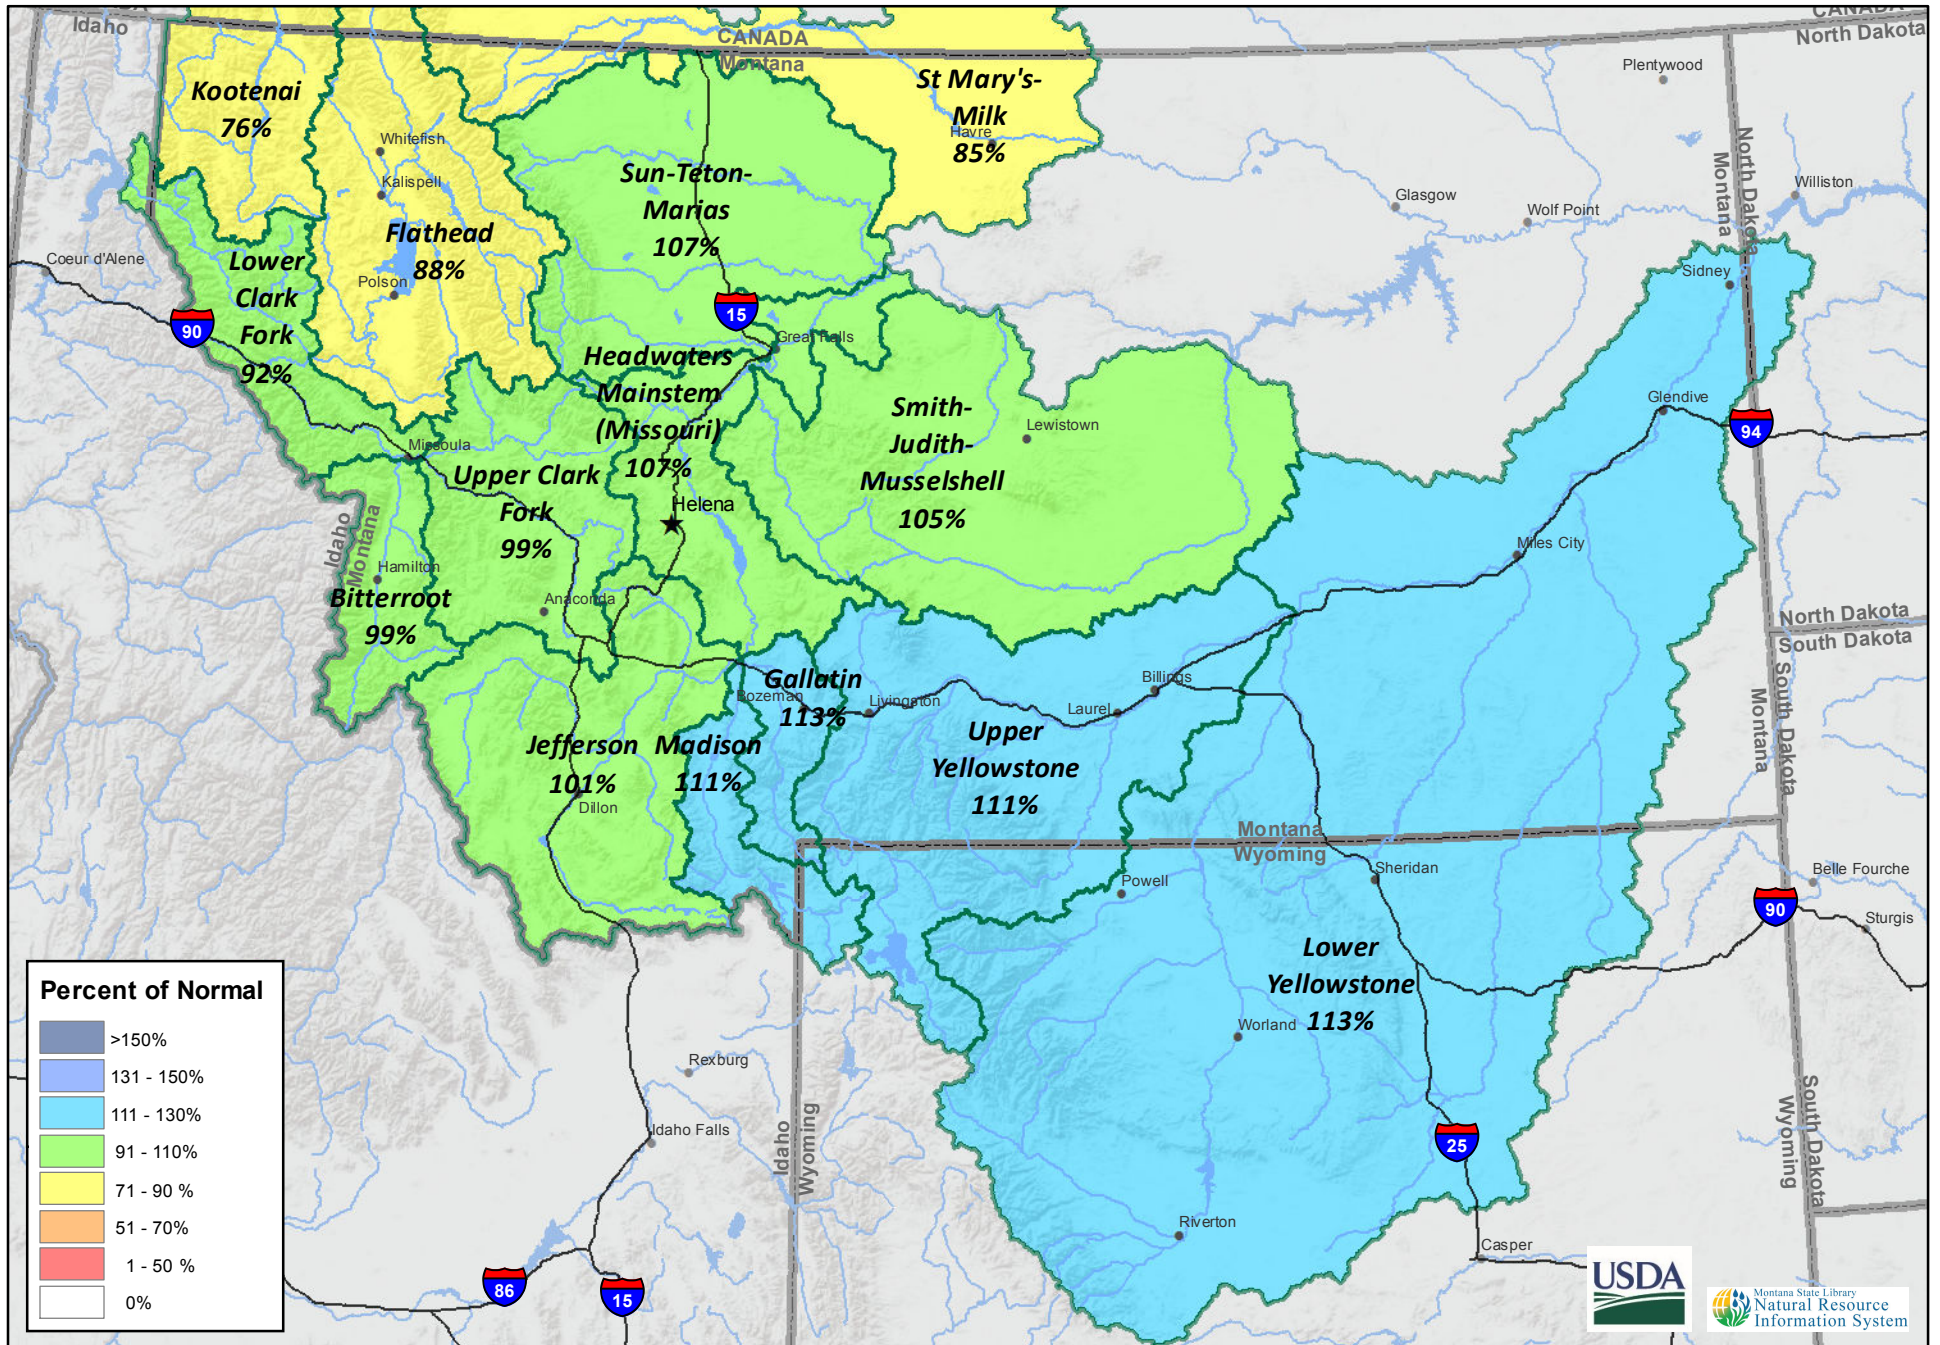 CANADA
Idaho
CANADA
Montana
CANADA
North Dakota
Kootenai
76%
St Mary's-
Milk
Havre
85%
Plentywood
Whitefish
Kalispell
Sun-Teton-
Marias
107%
North Dakota
Montana
Williston
Glasgow
Wolf Point
Flathead
88%
Polson
Coeur d'Alene
Lower
Clark
Fork
92%
90
15
Great Falls
Sidney
Headwaters
Mainstem
(Missouri)
107%
Helena
Smith-
Judith-
Musselshell
105%
Lewistown
Glendive
94
Missoula
Upper Clark
Fork
99%
Idaho
Montana
Hamilton
Bitterroot
99%
Anaconda
Miles City
North Dakota
South Dakota
Gallatin
113%
Bozeman
Livingston
Billings
Laurel
South Dakota
Montana
Jefferson
101%
Dillon
Madison
111%
Upper
Yellowstone
111%
Montana
Wyoming
Powell
Sheridan
Belle Fourche
90
Sturgis
Lower
Yellowstone
113%
Worland
Percent of Normal
>150%
131 - 150%
111 - 130%
91 - 110%
71 - 90 %
51 - 70%
1 - 50 %
0%
Rexburg
Idaho Falls
Idaho
Wyoming
25
South Dakota
Wyoming
Riverton
Casper
86
15
USDA
Montana State Library
Natural Resource
Information System